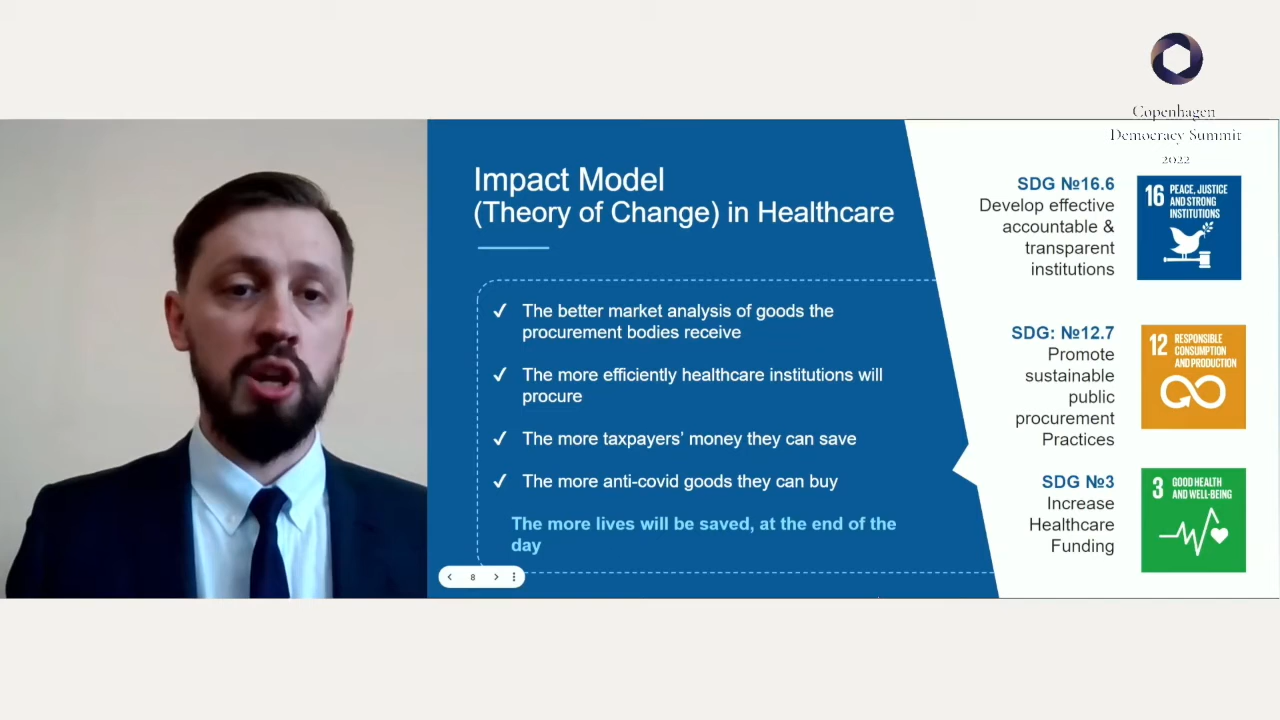 Copenhagen
Democracy Summit
2022
Impact Model
(Theory of Change) in Healthcare
✓ The better market analysis of goods the
procurement bodies receive
✓ The more efficiently healthcare institutions will
procure
✓ The more taxpayers’ money they can save
✓ The more anti-covid goods they can buy
The more lives will be saved, at the end of the
day
8
SDG №16.6
Develop effective
accountable &
transparent
institutions
16 PEACE, JUSTICE
AND STRONG
INSTITUTIONS
SDG: №12.7
Promote
sustainable
public
procurement
Practices
12 RESPONSIBLE
CONSUMPTION
AND PRODUCTION
SDG №3
Increase
Healthcare
Funding
3 GOOD HEALTH
AND WELL-BEING